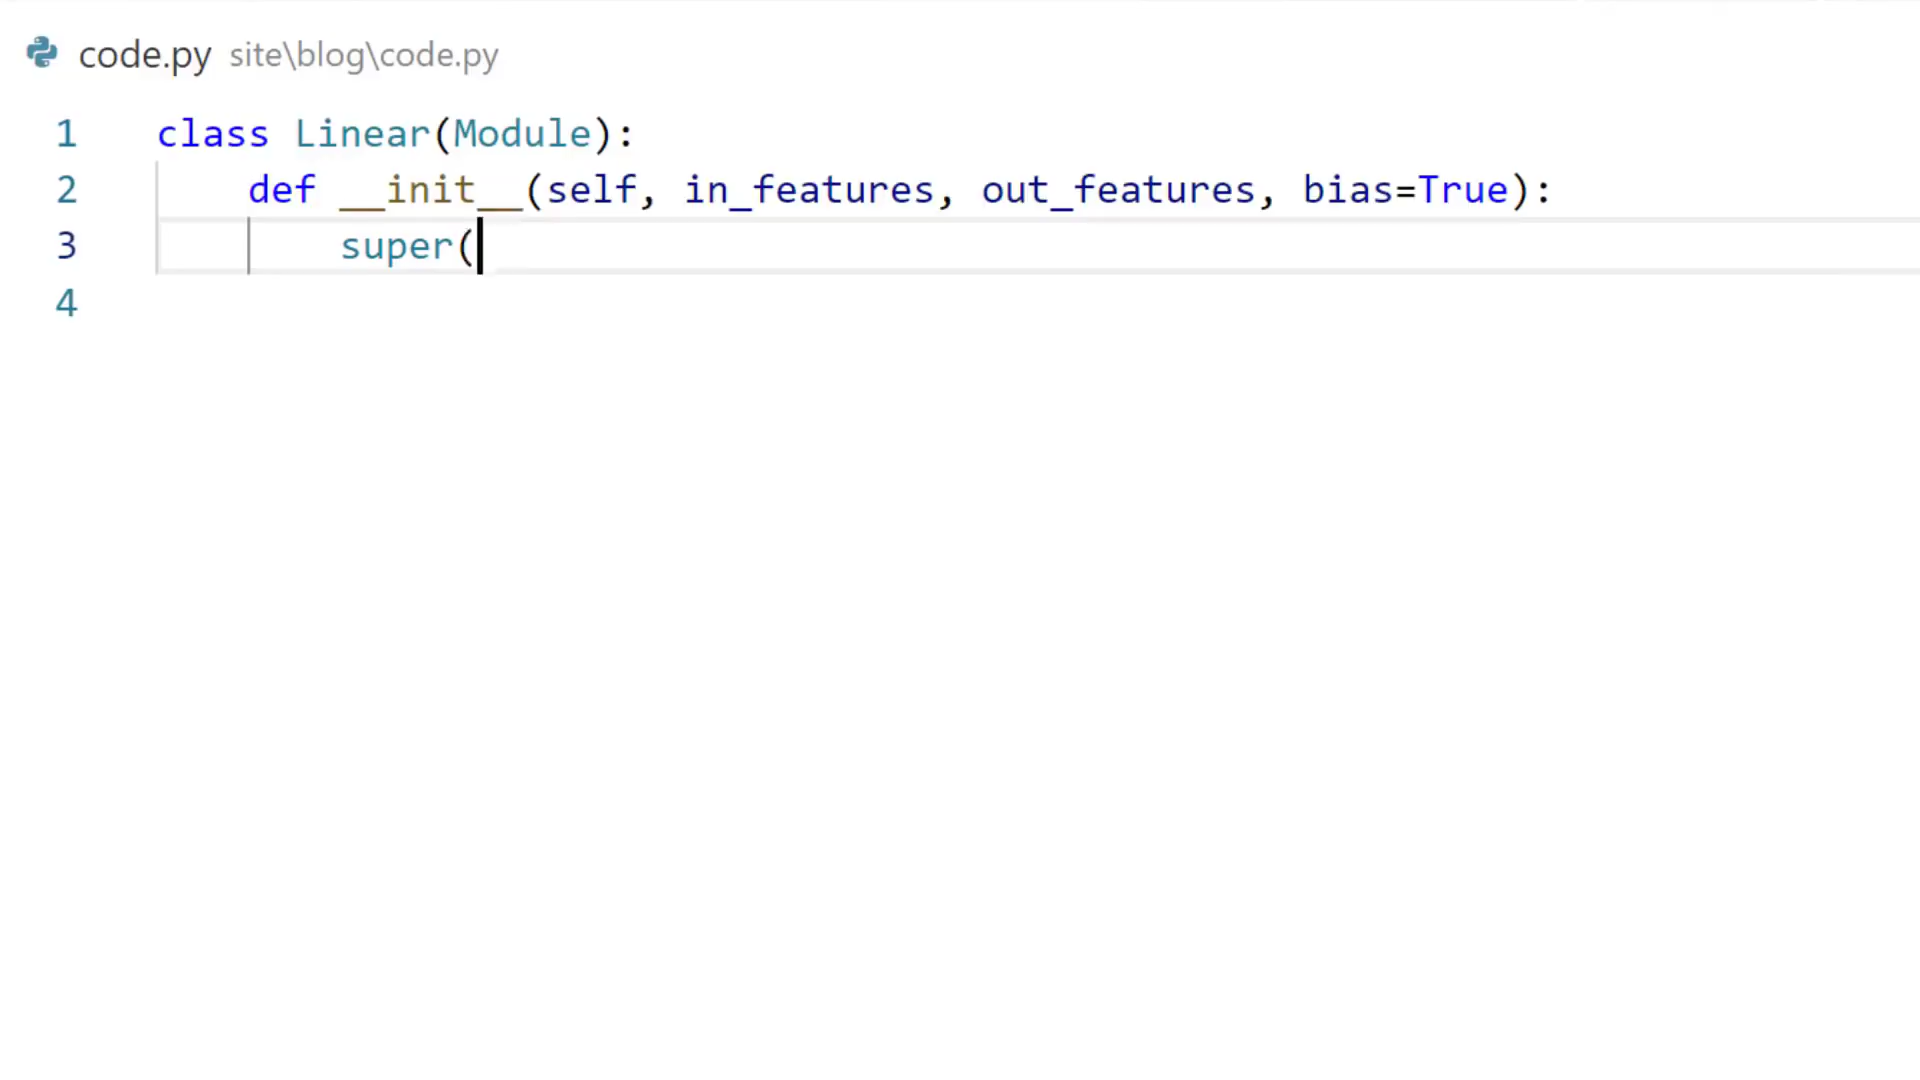 code.py site\blog\code.py
1 class Linear(Module):
2 def __init__(self, in_features, out_features, bias=True):
3 super(
4